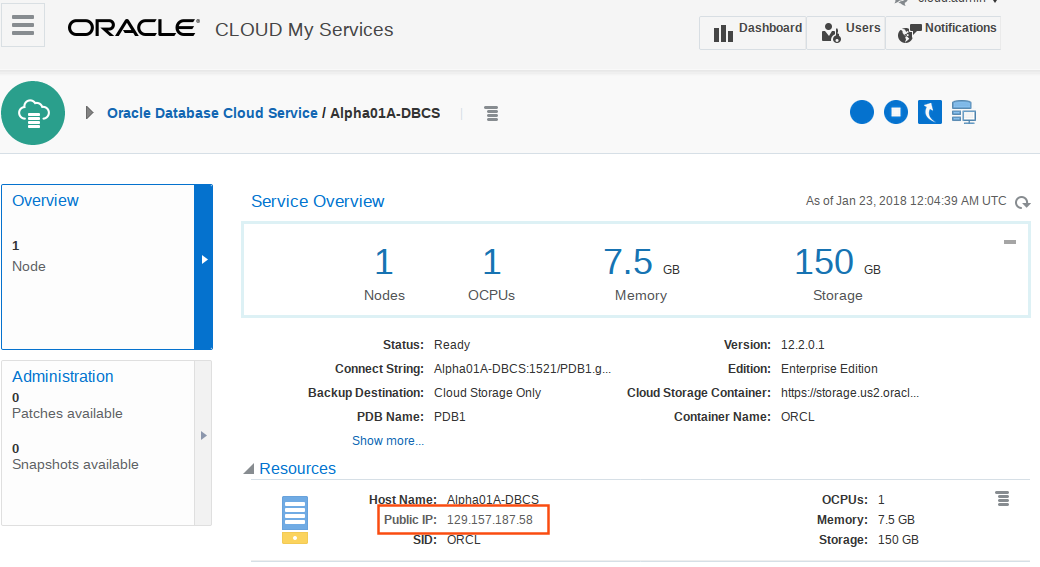 cloud.admin
ORACLE® CLOUD My Services
Dashboard
Users
Notifications
Oracle Database Cloud Service / Alpha01A-DBCS
Overview
1
Node
Administration
0
Patches available
0
Snapshots available
Service Overview
As of Jan 23, 2018 12:04:39 AM UTC
1
Nodes
1
OCPUs
7.5 GB
Memory
150 GB
Storage
Status: Ready
Version: 12.2.0.1
Connect String: Alpha01A-DBCS:1521/PDB1.g...
Edition: Enterprise Edition
Backup Destination: Cloud Storage Only
Cloud Storage Container: https://storage.us2.oracl...
PDB Name: PDB1
Container Name: ORCL
Show more...
Resources
Host Name: Alpha01A-DBCS
OCPUs: 1
Public IP: 129.157.187.58
Memory: 7.5 GB
SID: ORCL
Storage: 150 GB